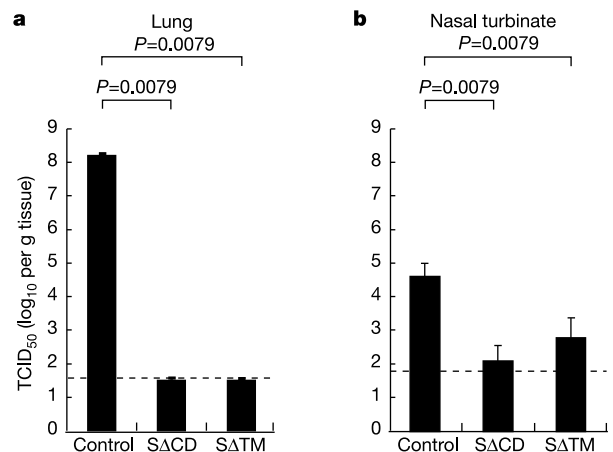 a
Lung
P=0.0079
P=0.0079
TCID50 (log10 per g tissue)
9
8
7
6
5
4
3
2
1
0
Control SΔCD SΔTM
b
Nasal turbinate
P=0.0079
P=0.0079
9
8
7
6
5
4
3
2
1
0
Control SΔCD SΔTM